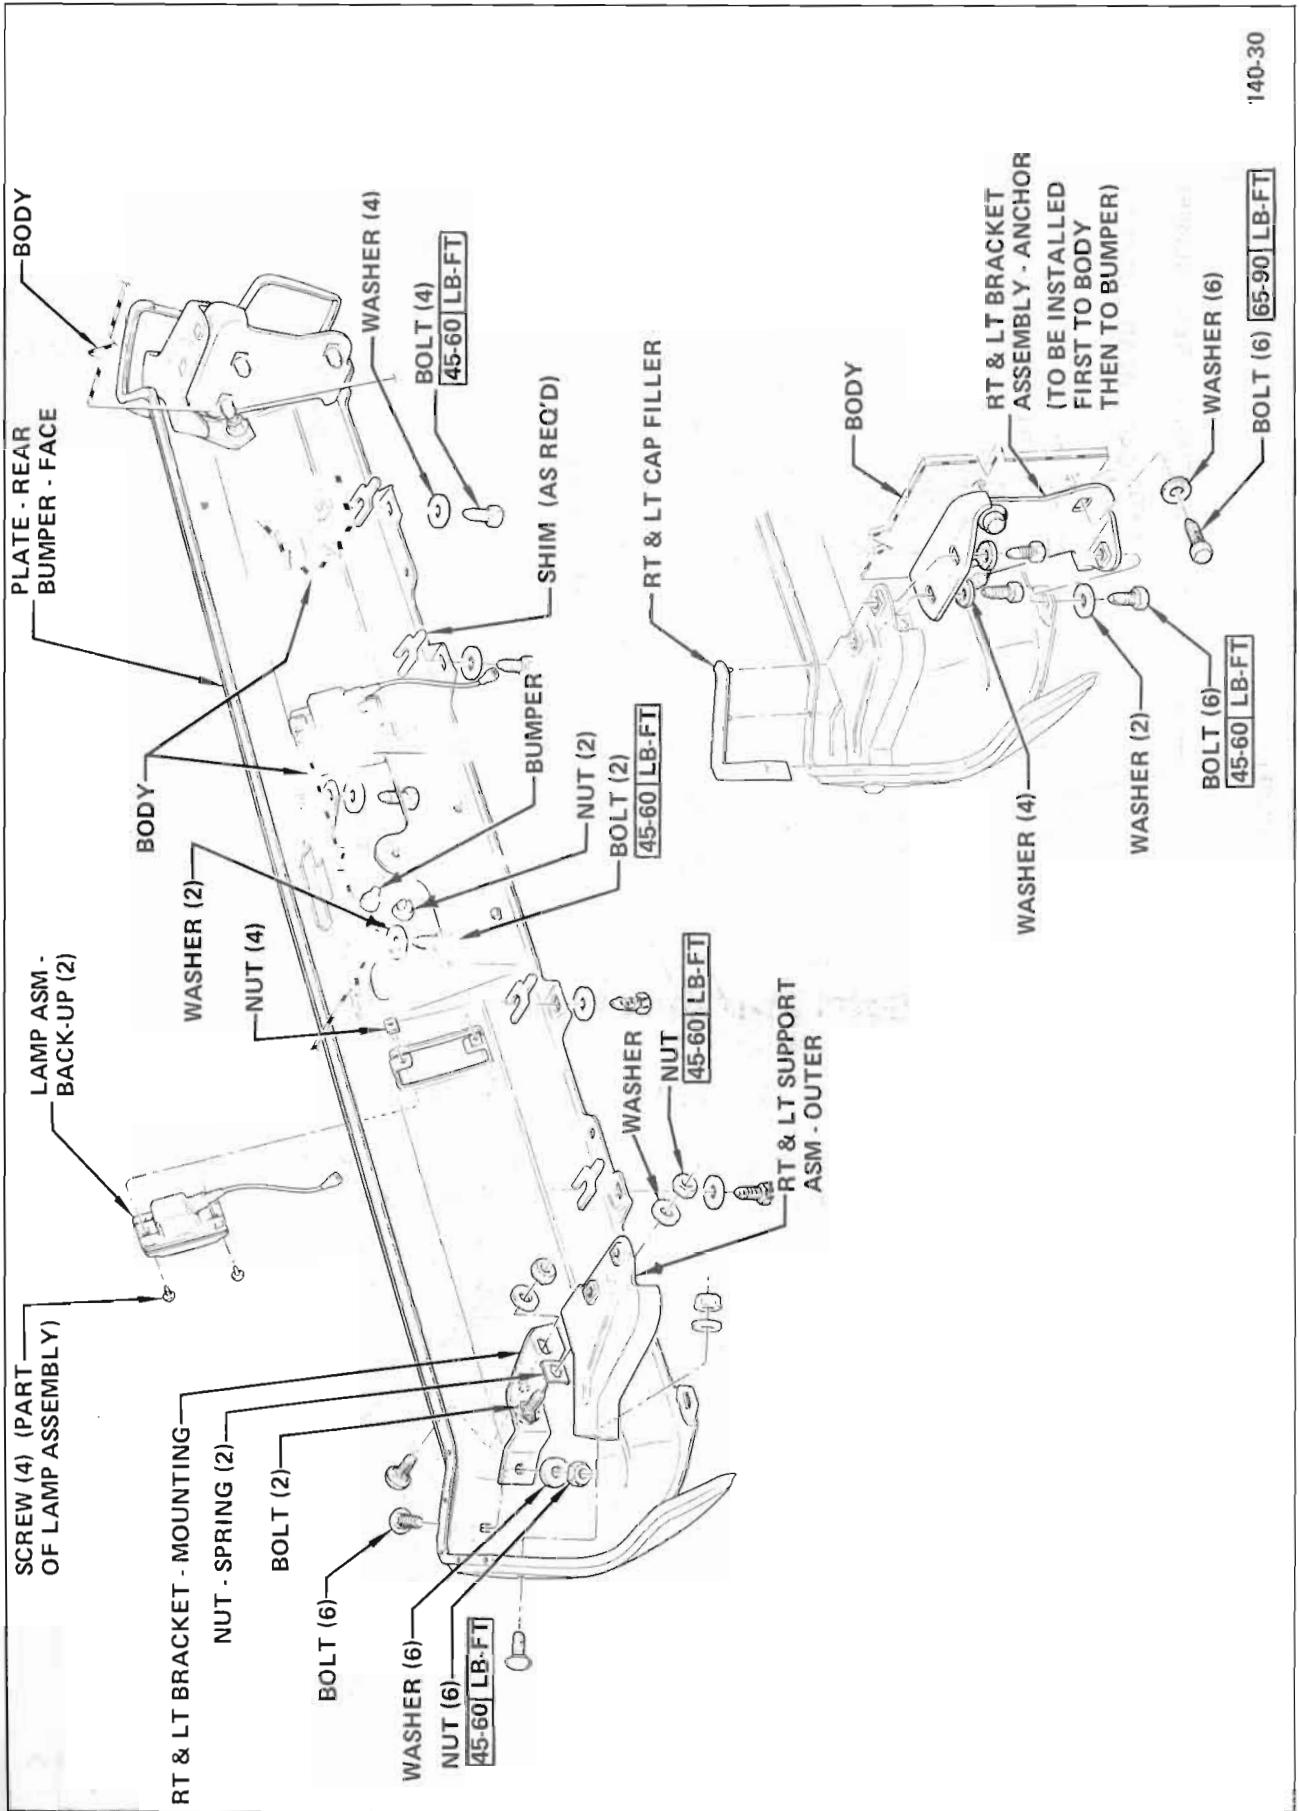 SCREW (4) (PART
OF LAMP ASSEMBLY)
LAMP ASM -
BACK-UP (2)
PLATE - REAR
BUMPER - FACE
BODY
RT & LT BRACKET - MOUNTING
NUT - SPRING (2)
BOLT (2)
BOLT (6)
WASHER (6)
NUT (6)
45-60 LB-FT
NUT (4)
WASHER (2)
BODY
WASHER (4)
BOLT (4)
45-60 LB-FT
SHIM (AS REQ'D)
BUMPER
NUT (2)
BOLT (2)
45-60 LB-FT
WASHER
NUT
45-60 LB-FT
RT & LT SUPPORT
ASM - OUTER
RT & LT CAP FILLER
BODY
RT & LT BRACKET
ASSEMBLY - ANCHOR
(TO BE INSTALLED
FIRST TO BODY
THEN TO BUMPER)
WASHER (4)
WASHER (2)
BOLT (6)
45-60 LB-FT
WASHER (6)
BOLT (6) 65-90 LB-FT
140-30